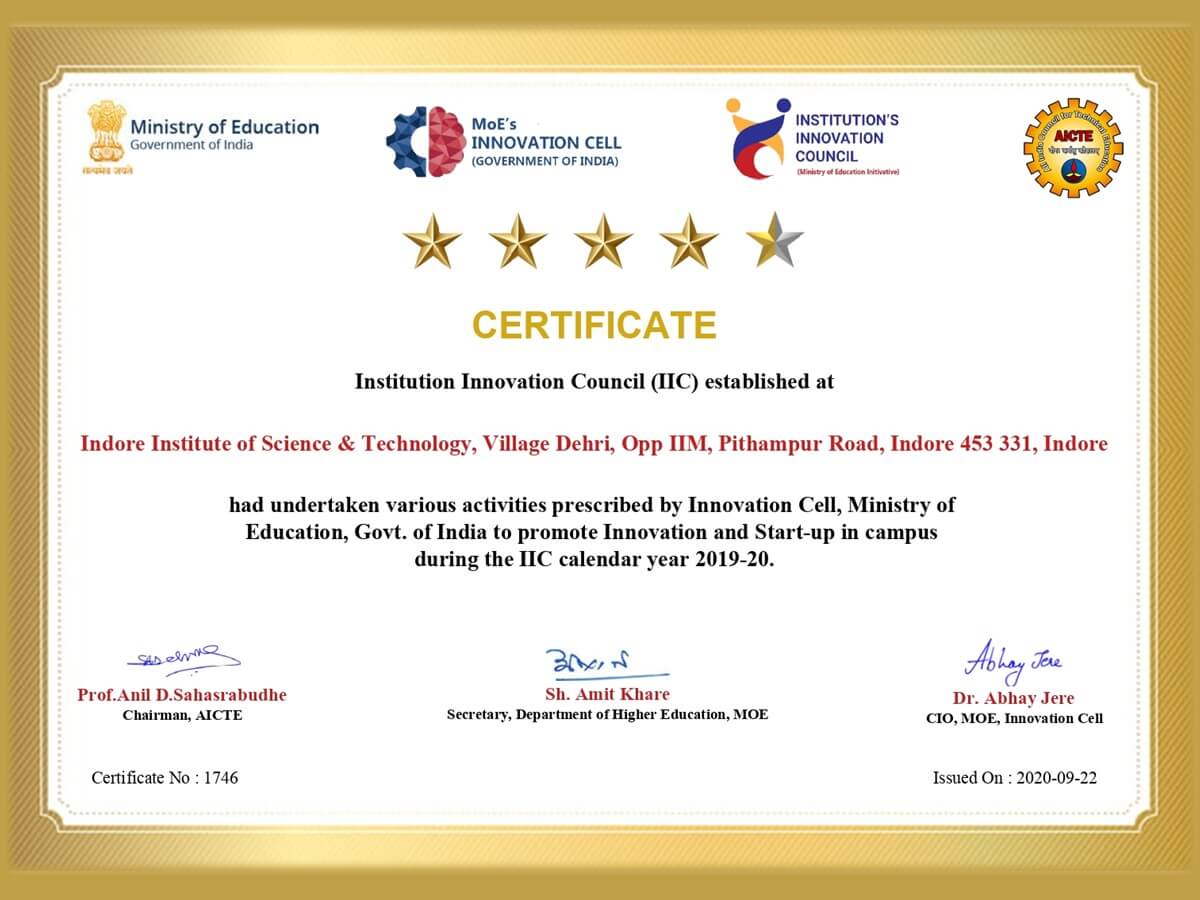 Ministry of Education
Government of India
सत्यमेव जयते
MoE's
INNOVATION CELL
(GOVERNMENT OF INDIA)
INSTITUTION'S
INNOVATION
COUNCIL
(Ministry of Education Initiative)
All India Council for Technical Education
AICTE
CERTIFICATE
Institution Innovation Council (IIC) established at
Indore Institute of Science & Technology, Village Dehri, Opp IIM, Pithampur Road, Indore 453 331, Indore
had undertaken various activities prescribed by Innovation Cell, Ministry of
Education, Govt. of India to promote Innovation and Start-up in campus
during the IIC calendar year 2019-20.
Abhay Jere
Prof.Anil D.Sahasrabudhe
Chairman, AICTE
Sh. Amit Khare
Secretary, Department of Higher Education, MOE
Dr. Abhay Jere
CIO, MOE, Innovation Cell
Certificate No : 1746
Issued On : 2020-09-22